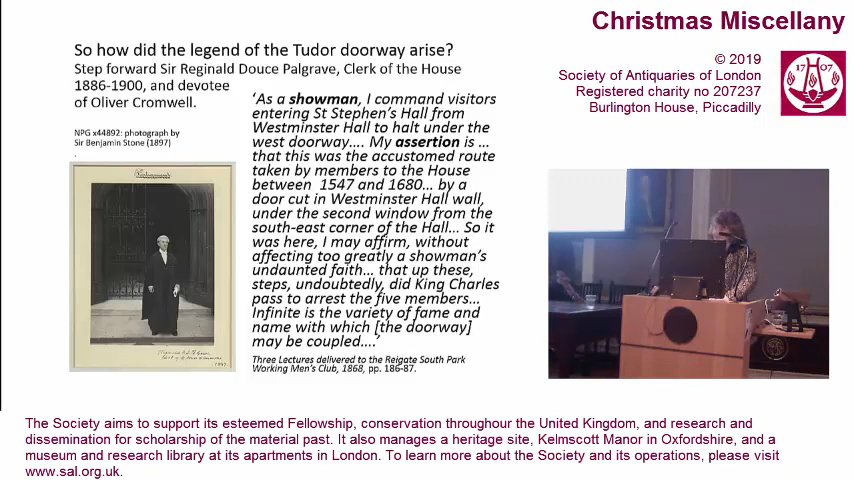 Christmas Miscellany
© 2019
Society of Antiquaries of London
Registered charity no 207237
Burlington House, Piccadilly
17 07
So how did the legend of the Tudor doorway arise?
Step forward Sir Reginald Douce Palgrave, Clerk of the House
1886-1900, and devotee
of Oliver Cromwell.
NPG x44892: photograph by
Sir Benjamin Stone (1897)
.
'As a showman, I command visitors
entering St Stephen's Hall from
Westminster Hall to halt under the
west doorway.... My assertion is ...
that this was the accustomed route
taken by members to the House
between 1547 and 1680... by a
door cut in Westminster Hall wall,
under the second window from the
south-east corner of the Hall... So it
was here, I may affirm, without
affecting too greatly a showman's
undaunted faith... that up these,
steps, undoubtedly, did King Charles
pass to arrest the five members...
Infinite is the variety of fame and
name with which [the doorway]
may be coupled....'
Three Lectures delivered to the Reigate South Park
Working Men's Club, 1868, pp. 186-87.
The Society aims to support its esteemed Fellowship, conservation throughour the United Kingdom, and research and
dissemination for scholarship of the material past. It also manages a heritage site, Kelmscott Manor in Oxfordshire, and a
museum and research library at its apartments in London. To learn more about the Society and its operations, please visit
www.sal.org.uk.